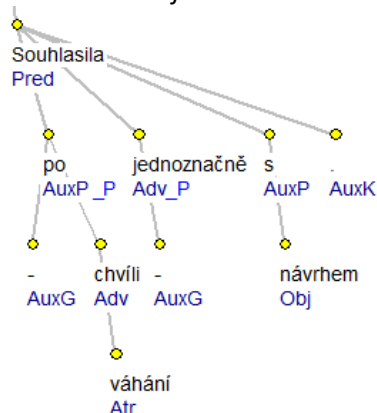 Souhlasila
Pred
po jednoznačně s .
AuxP_P Adv_P AuxP AuxK
- chvíli - návrhem
AuxG Adv AuxG Obj
váhání
Atr